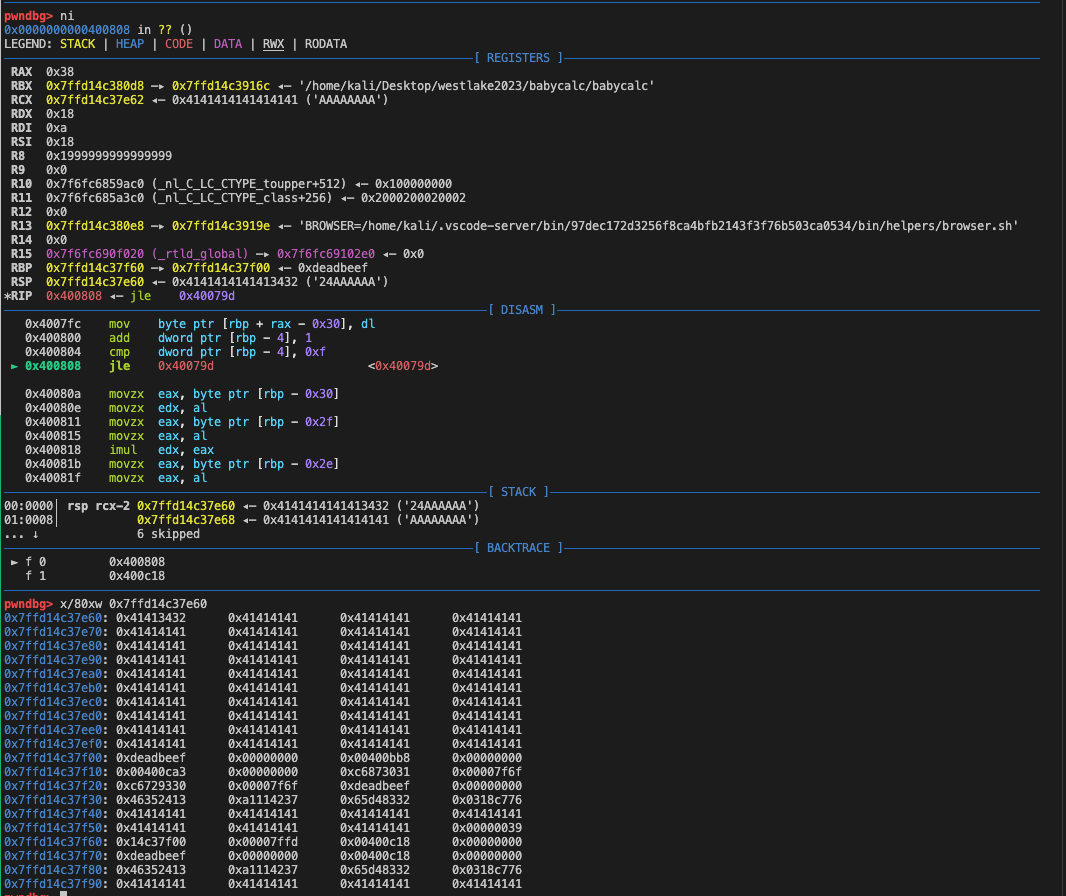 pwndbg> ni
0x0000000000400808 in ?? ()
LEGEND: STACK | HEAP | CODE | DATA | RWX | RODATA
[ REGISTERS ]
RAX 0x38
RBX 0x7ffd14c380d8 —▸ 0x7ffd14c3916c ◂— '/home/kali/Desktop/westlake2023/babycalc/babycalc'
RCX 0x7ffd14c37e62 ◂— 0x4141414141414141 ('AAAAAAAA')
RDX 0x18
RDI 0xa
RSI 0x18
R8 0x1999999999999999
R9 0x0
R10 0x7f6fc6859ac0 (_nl_C_LC_CTYPE_toupper+512) ◂— 0x100000000
R11 0x7f6fc685a3c0 (_nl_C_LC_CTYPE_class+256) ◂— 0x2000200020002
R12 0x0
R13 0x7ffd14c380e8 —▸ 0x7ffd14c3919e ◂— 'BROWSER=/home/kali/.vscode-server/bin/97dec172d3256f8ca4bfb2143f3f76b503ca0534/bin/helpers/browser.sh'
R14 0x0
R15 0x7f6fc690f020 (_rtld_global) —▸ 0x7f6fc69102e0 ◂— 0x0
RBP 0x7ffd14c37f60 —▸ 0x7ffd14c37f00 ◂— 0xdeadbeef
RSP 0x7ffd14c37e60 ◂— 0x4141414141413432 ('24AAAAAA')
*RIP 0x400808 ◂— jle 0x40079d
[ DISASM ]
0x4007fc mov byte ptr [rbp + rax - 0x30], dl
0x400800 add dword ptr [rbp - 4], 1
0x400804 cmp dword ptr [rbp - 4], 0xf
► 0x400808 jle 0x40079d <0x40079d>
0x40080a movzx eax, byte ptr [rbp - 0x30]
0x40080e movzx edx, al
0x400811 movzx eax, byte ptr [rbp - 0x2f]
0x400815 movzx eax, al
0x400818 imul edx, eax
0x40081b movzx eax, byte ptr [rbp - 0x2e]
0x40081f movzx eax, al
[ STACK ]
00:0000│ rsp rcx-2 0x7ffd14c37e60 ◂— 0x4141414141413432 ('24AAAAAA')
01:0008│ 0x7ffd14c37e68 ◂— 0x4141414141414141 ('AAAAAAAA')
... ↓ 6 skipped
[ BACKTRACE ]
► f 0 0x400808
f 1 0x400c18
pwndbg> x/80xw 0x7ffd14c37e60
0x7ffd14c37e60: 0x41413432 0x41414141 0x41414141 0x41414141
0x7ffd14c37e70: 0x41414141 0x41414141 0x41414141 0x41414141
0x7ffd14c37e80: 0x41414141 0x41414141 0x41414141 0x41414141
0x7ffd14c37e90: 0x41414141 0x41414141 0x41414141 0x41414141
0x7ffd14c37ea0: 0x41414141 0x41414141 0x41414141 0x41414141
0x7ffd14c37eb0: 0x41414141 0x41414141 0x41414141 0x41414141
0x7ffd14c37ec0: 0x41414141 0x41414141 0x41414141 0x41414141
0x7ffd14c37ed0: 0x41414141 0x41414141 0x41414141 0x41414141
0x7ffd14c37ee0: 0x41414141 0x41414141 0x41414141 0x41414141
0x7ffd14c37ef0: 0x41414141 0x41414141 0x41414141 0x41414141
0x7ffd14c37f00: 0xdeadbeef 0x00000000 0x00400bb8 0x00000000
0x7ffd14c37f10: 0x00400ca3 0x00000000 0xc6873031 0x00007f6f
0x7ffd14c37f20: 0xc6729330 0x00007f6f 0xdeadbeef 0x00000000
0x7ffd14c37f30: 0x46352413 0xa1114237 0x65d48332 0x0318c776
0x7ffd14c37f40: 0x41414141 0x41414141 0x41414141 0x41414141
0x7ffd14c37f50: 0x41414141 0x41414141 0x41414141 0x00000039
0x7ffd14c37f60: 0x14c37f00 0x00007ffd 0x00400c18 0x00000000
0x7ffd14c37f70: 0xdeadbeef 0x00000000 0x00400c18 0x00000000
0x7ffd14c37f80: 0x46352413 0xa1114237 0x65d48332 0x0318c776
0x7ffd14c37f90: 0x41414141 0x41414141 0x41414141 0x41414141